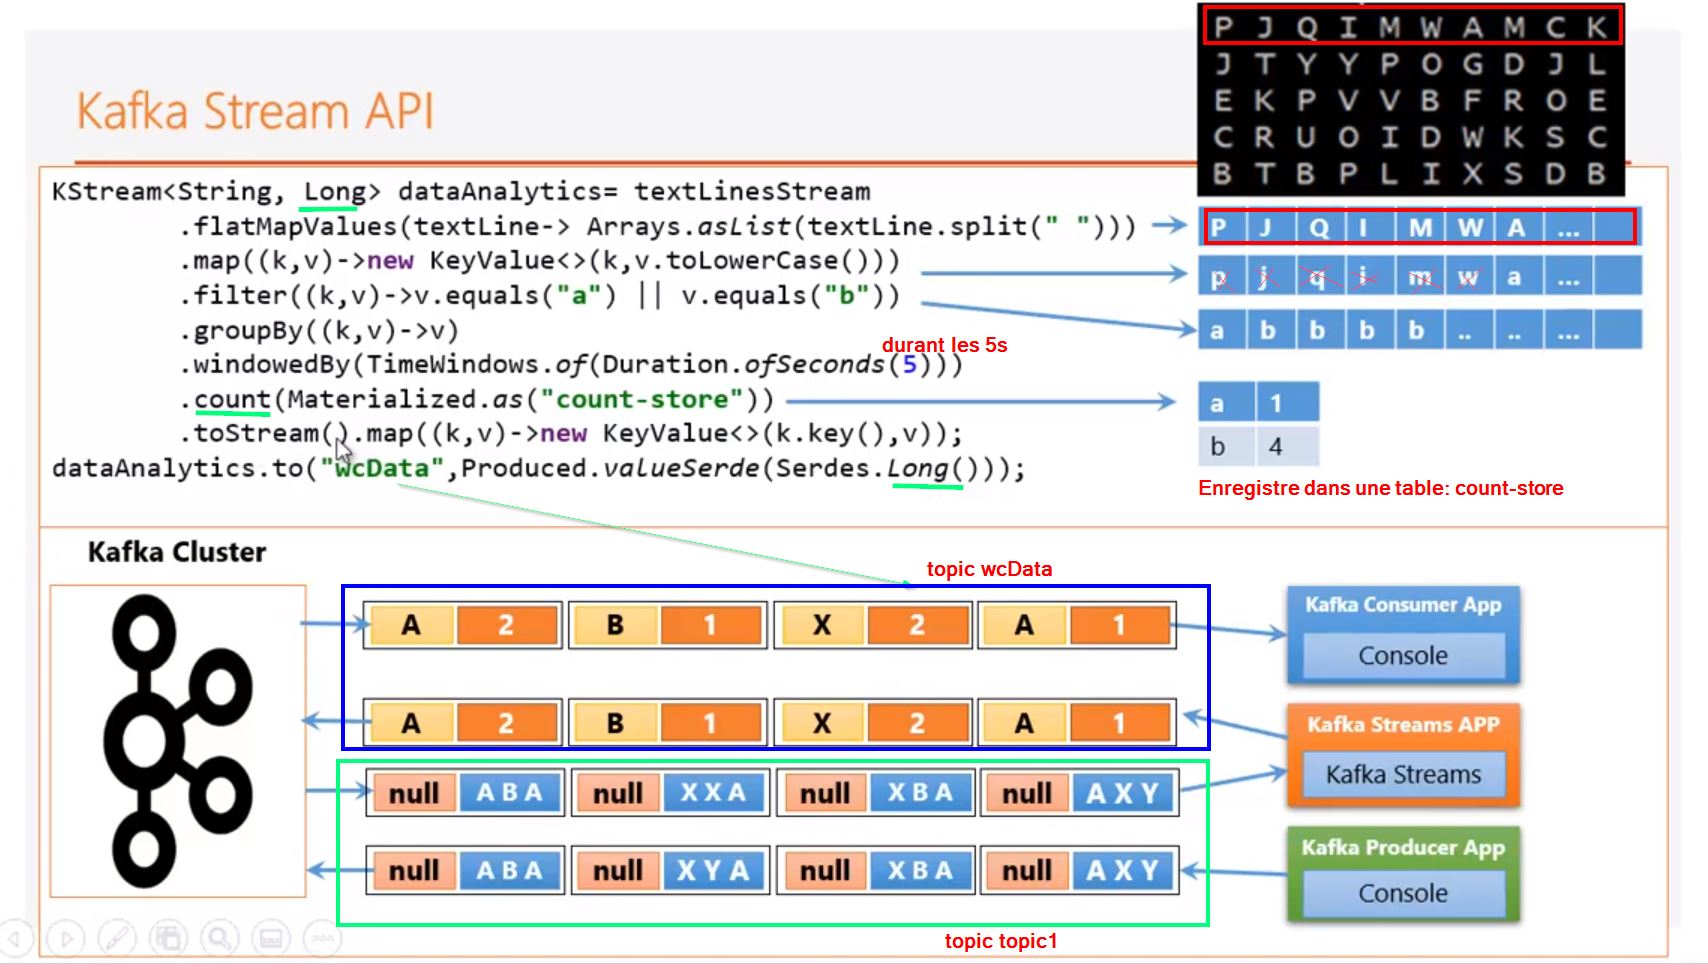 P J Q I M W A M C K
J T Y Y P O G D J L
E K P V V B F R O E
C R U O I D W K S C
B T B P L I X S D B
Kafka Stream API
KStream<String, Long> dataAnalytics= textLinesStream
.flatMapValues(textLine-> Arrays.asList(textLine.split(" ")))
P J Q I M W A ...
.map((k,v)->new KeyValue<>(k,v.toLowerCase()))
p j q i m w a ...
.filter((k,v)->v.equals("a") || v.equals("b"))
a b b b b .. .. ...
.groupBy((k,v)->v)
durant les 5s
.windowedBy(TimeWindows.of(Duration.ofSeconds(5)))
.count(Materialized.as("count-store"))
a 1
b 4
.toStream().map((k,v)->new KeyValue<>(k.key(),v));
dataAnalytics.to("wcData",Produced.valueSerde(Serdes.Long()));
Enregistre dans une table: count-store
Kafka Cluster
topic wcData
A 2 B 1 X 2 A 1
Kafka Consumer App
Console
A 2 B 1 X 2 A 1
Kafka Streams APP
Kafka Streams
null A B A null X X A null X B A null A X Y
null A B A null X Y A null X B A null A X Y
Kafka Producer App
Console
topic topic1